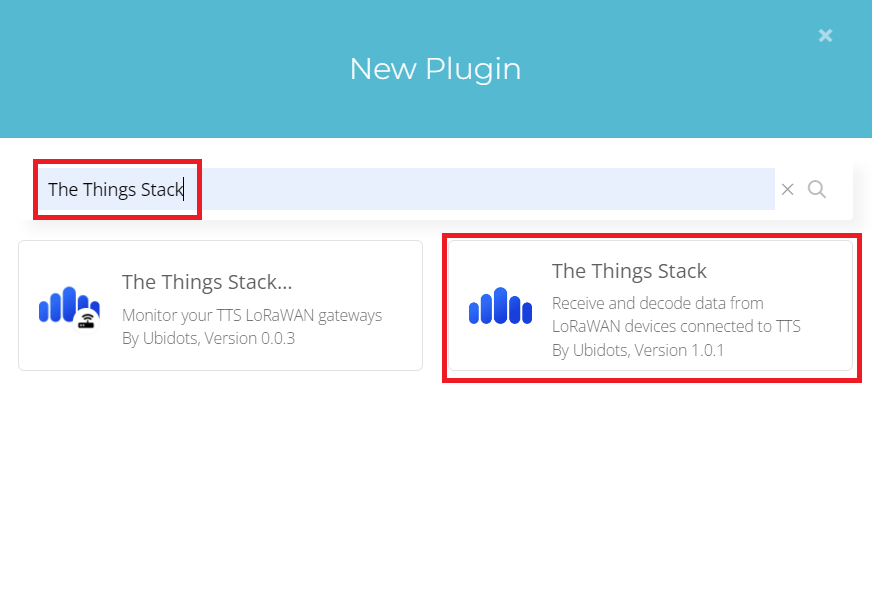 New Plugin
The Things Stack
The Things Stack...
Monitor your TTS LoRaWAN gateways
By Ubidots, Version 0.0.3
The Things Stack
Receive and decode data from
LoRaWAN devices connected to TTS
By Ubidots, Version 1.0.1